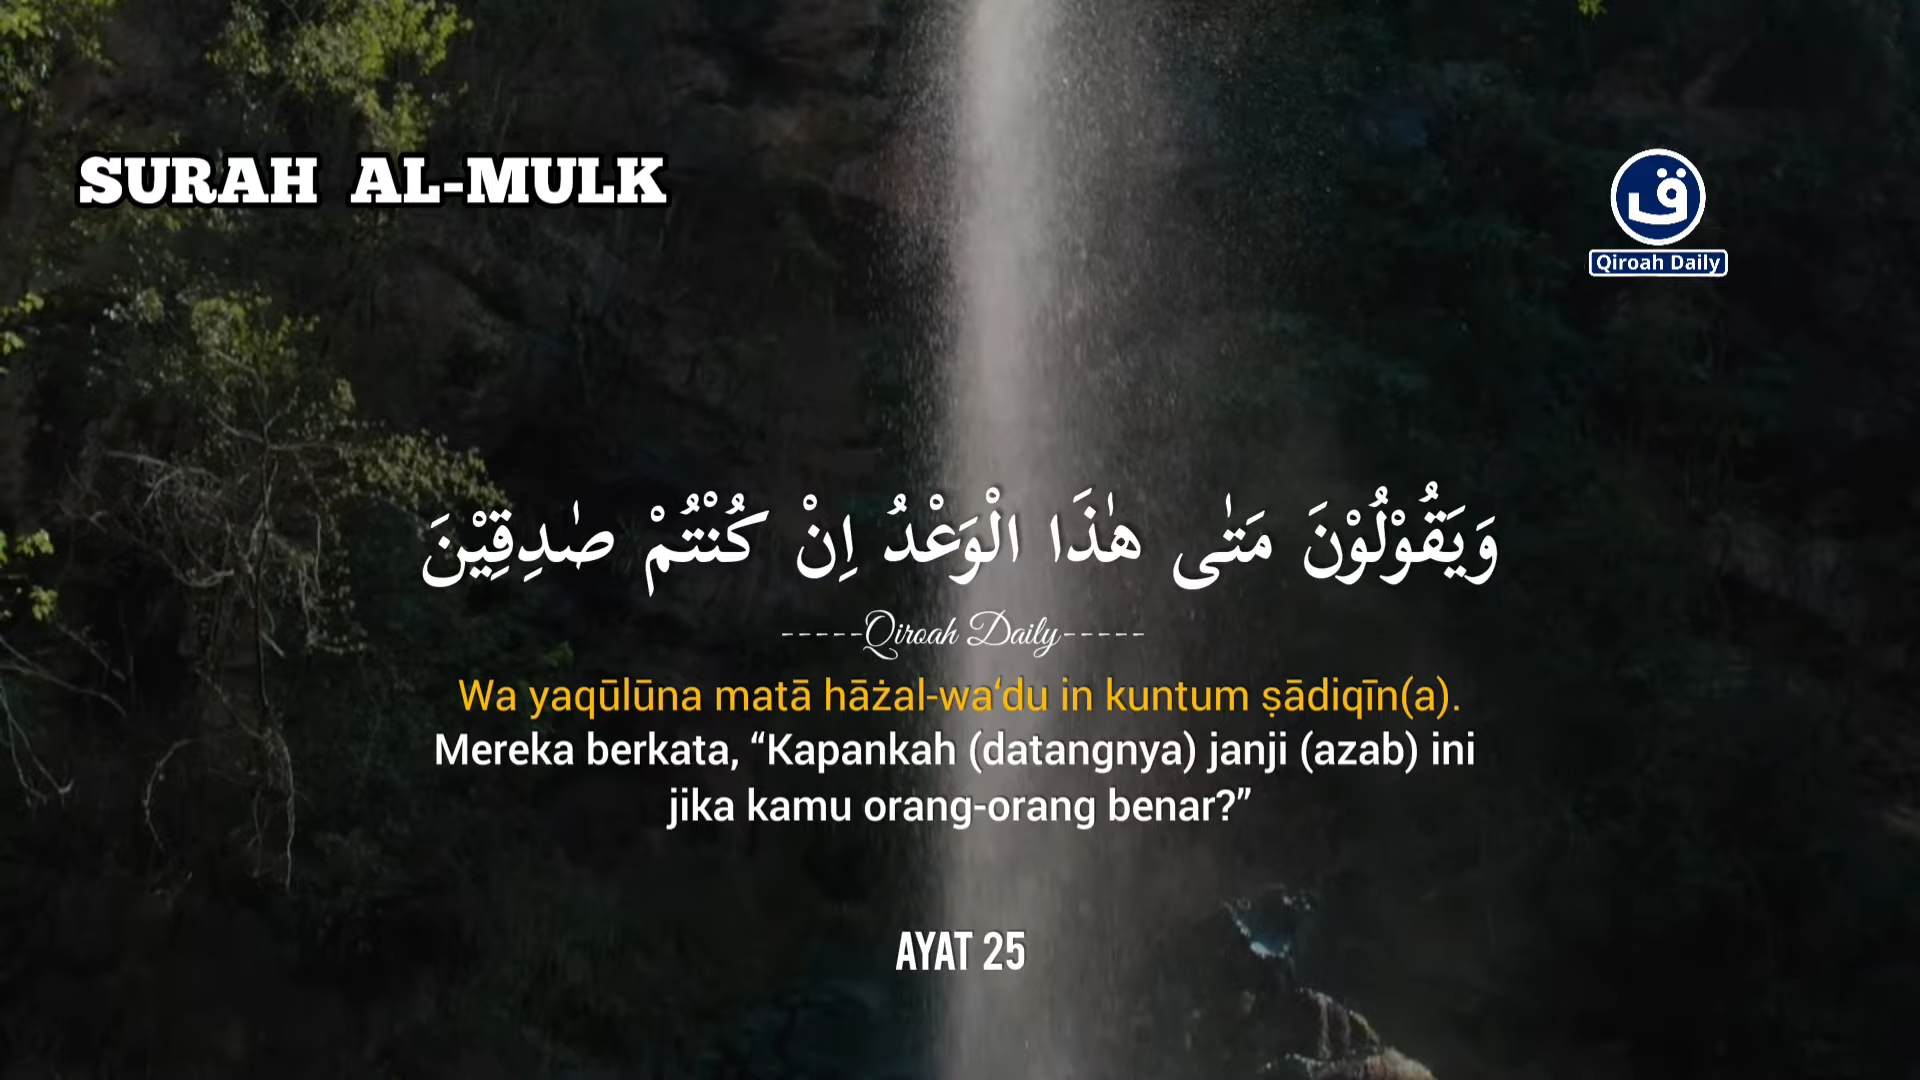 SURAH AL-MULK
ق
Qiroah Daily
وَيَقُوْلُوْنَ مَتٰى هٰذَا الْوَعْدُ اِنْ كُنْتُمْ صٰدِقِيْنَ
-----Qiroah Daily-----
Wa yaqūlūna matā hāżal-wa‘du in kuntum ṣādiqīn(a).
Mereka berkata, “Kapankah (datangnya) janji (azab) ini
jika kamu orang-orang benar?”
AYAT 25